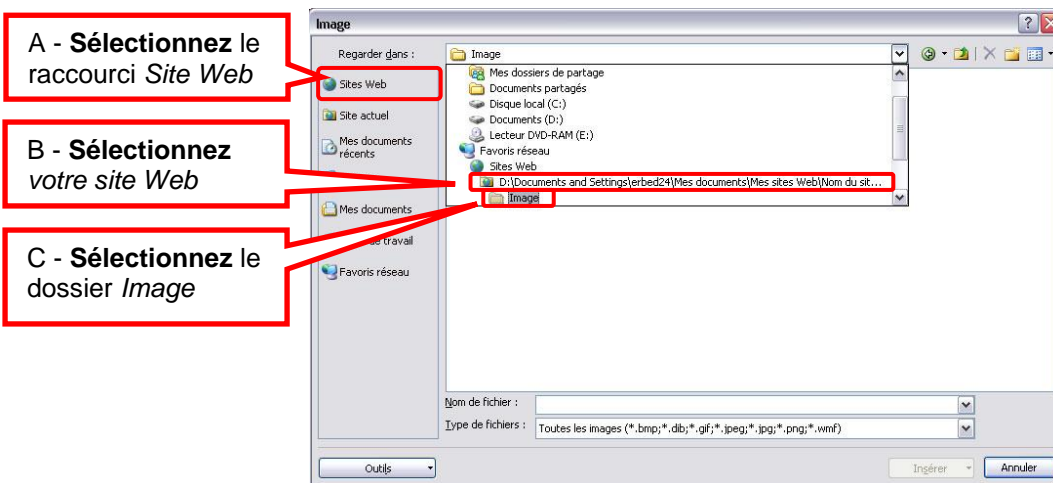 A - Sélectionnez le
raccourci Site Web
B - Sélectionnez
votre site Web
C - Sélectionnez le
dossier Image
Image
Regarder dans :
Image
Sites Web
Site actuel
Mes documents
récents
Mes documents
de travail
Favoris réseau
Mes dossiers de partage
Documents partagés
Disque local (C:)
Documents (D:)
Lecteur DVD-RAM (E:)
Favoris réseau
Sites Web
D:\Documents and Settings\erbed24\Mes documents\Mes sites Web\Nom du sit...
Image
Nom de fichier :
Type de fichiers :
Toutes les images (*.bmp;*.dib;*.gif;*.jpeg;*.jpg;*.png;*.wmf)
Outils
Insérer
Annuler